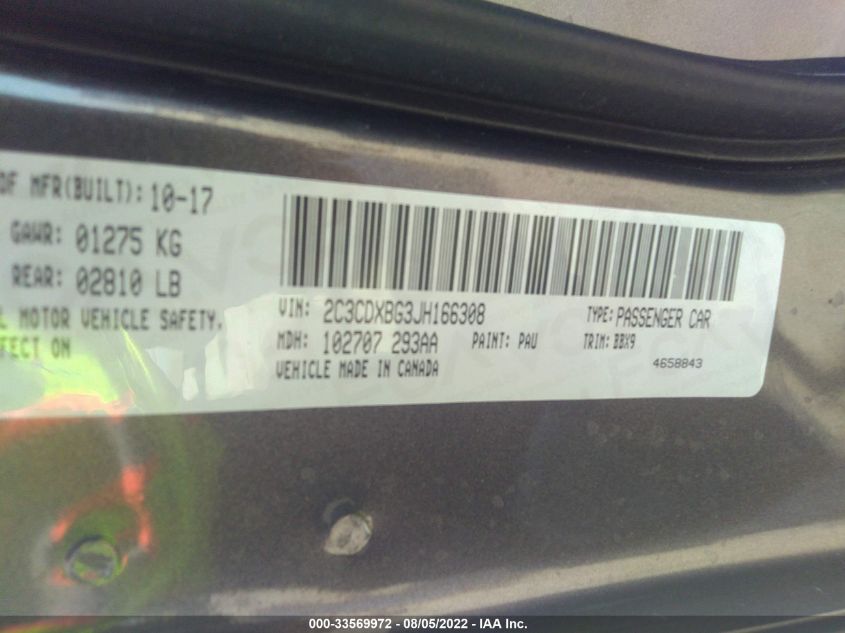 OF MFR(BUILT): 10-17
GAWR: 01275 KG
REAR: 02810 LB
MOTOR VEHICLE SAFETY.
ON
VIN: 2C3CDXBG3JH166308
TYPE: PASSENGER CAR
MDH: 102707 293AA
PAINT: PAU
TRIM: BBX9
VEHICLE MADE IN CANADA
4658843
000-33569972 - 08/05/2022 - IAA Inc.